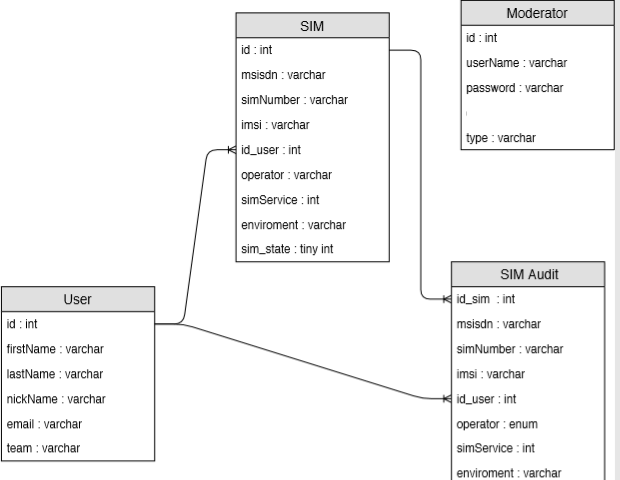 SIM
id : int
msisdn : varchar
simNumber : varchar
imsi : varchar
id_user : int
operator : varchar
simService : int
enviroment : varchar
sim_state : tiny int
Moderator
id : int
userName : varchar
password : varchar
type : varchar
User
id : int
firstName : varchar
lastName : varchar
nickName : varchar
email : varchar
team : varchar
SIM Audit
id_sim : int
msisdn : varchar
simNumber : varchar
imsi : varchar
id_user : int
operator : enum
simService : int
enviroment : varchar